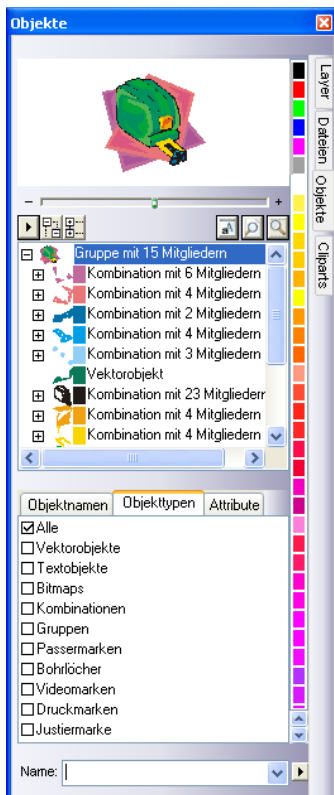 Objekte
Layer
Dateien
Objekte
Cliparts
- +
Gruppe mit 15 Mitgliedern
Kombination mit 6 Mitgliedern
Kombination mit 4 Mitgliedern
Kombination mit 2 Mitgliedern
Kombination mit 4 Mitgliedern
Kombination mit 3 Mitgliedern
Vektorobjekt
Kombination mit 23 Mitgliedern
Kombination mit 4 Mitgliedern
Kombination mit 4 Mitgliedern
Objektnamen Objekttypen Attribute
Alle
Vektorobjekte
Textobjekte
Bitmaps
Kombinationen
Gruppen
Passermarken
Bohrlöcher
Videomarken
Druckmarken
Justiermarke
Name: